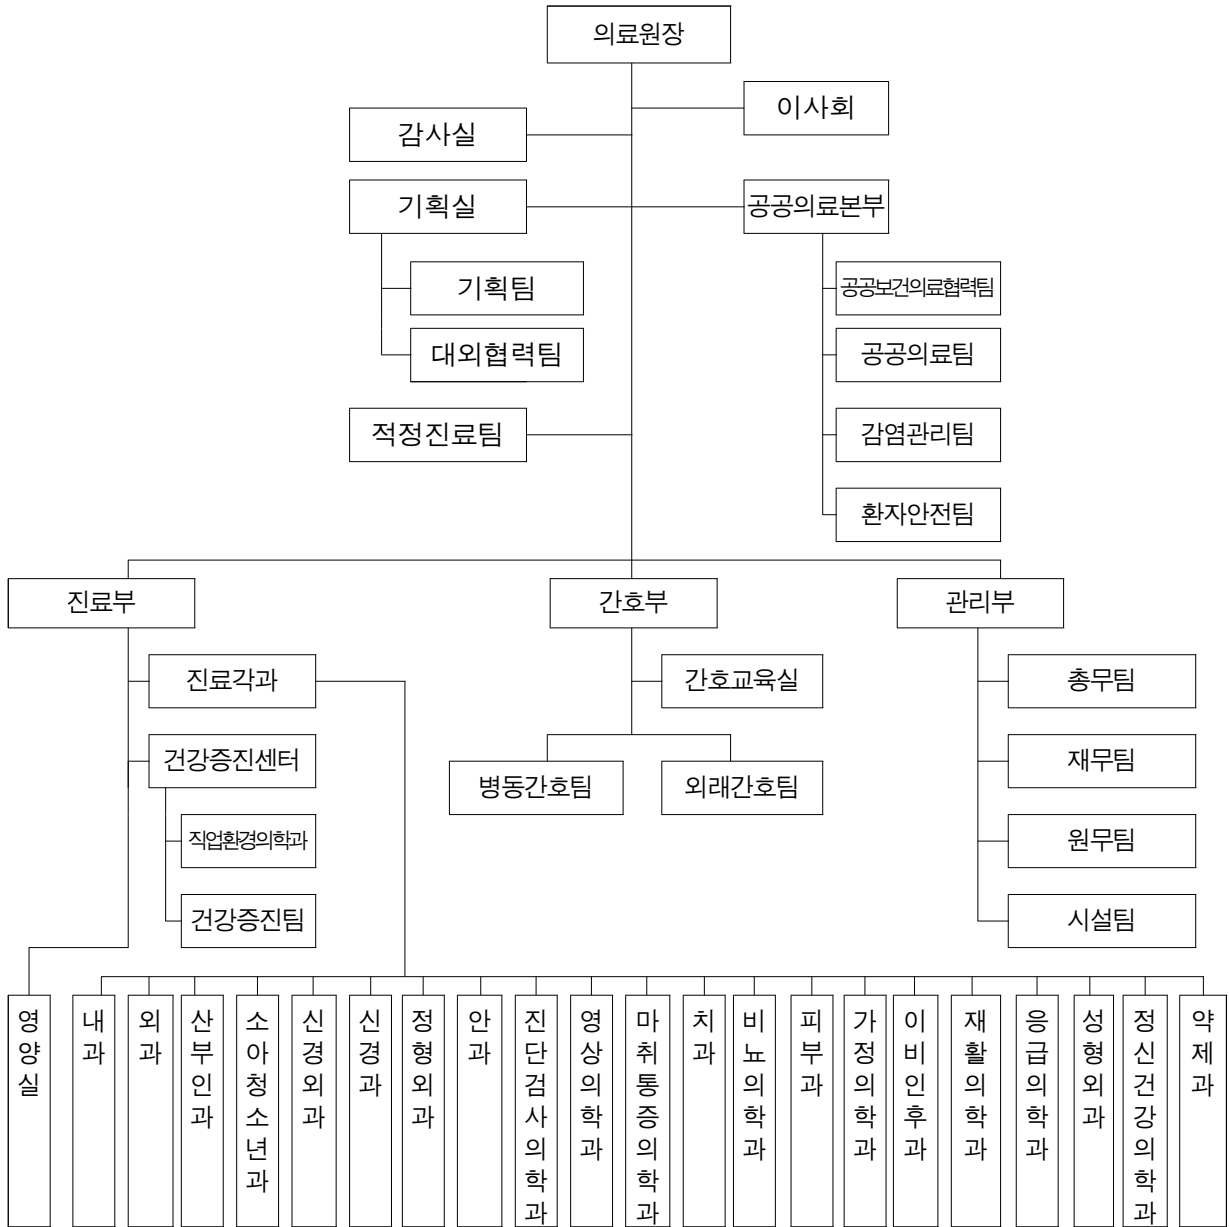 의료원장
이사회
감사실
기획실
공공의료본부
기획팀
공공보건의료협력팀
대외협력팀
공공의료팀
적정진료팀
감염관리팀
환자안전팀
진료부
간호부
관리부
진료각과
간호교육실
총무팀
건강증진센터
병동간호팀
외래간호팀
재무팀
직업환경의학과
원무팀
건강증진팀
시설팀
영양실
내과
외과
산부인과
소아청소년과
신경외과
신경과
정형외과
안과
진단검사의학과
영상의학과
마취통증의학과
치과
비뇨의학과
피부과
가정의학과
이비인후과
재활의학과
응급의학과
성형외과
정신건강의학과
약제과